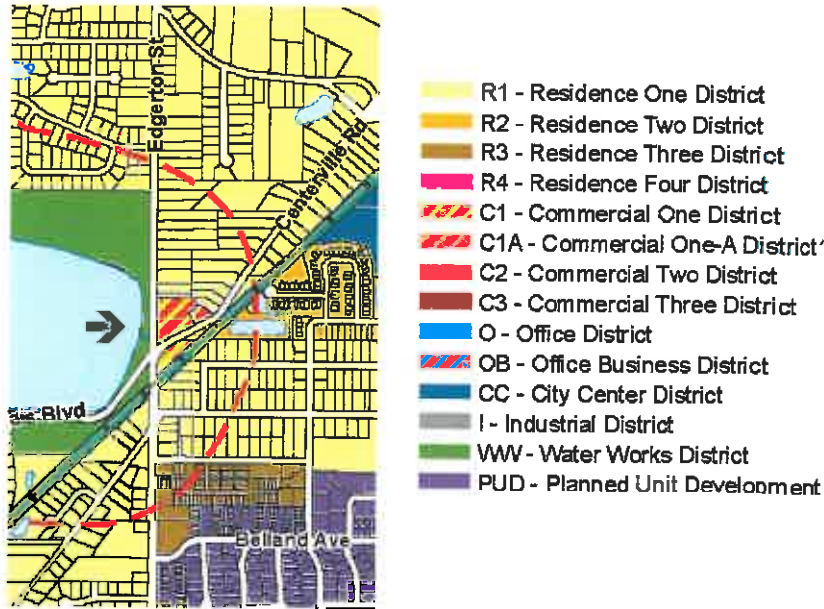 Edgerton St
Centerville Rd
Blvd
Belland Ave
R1 - Residence One District
R2 - Residence Two District
R3 - Residence Three District
R4 - Residence Four District
C1 - Commercial One District
C1A - Commercial One-A District
C2 - Commercial Two District
C3 - Commercial Three District
O - Office District
OB - Office Business District
CC - City Center District
I - Industrial District
WW - Water Works District
PUD - Planned Unit Development